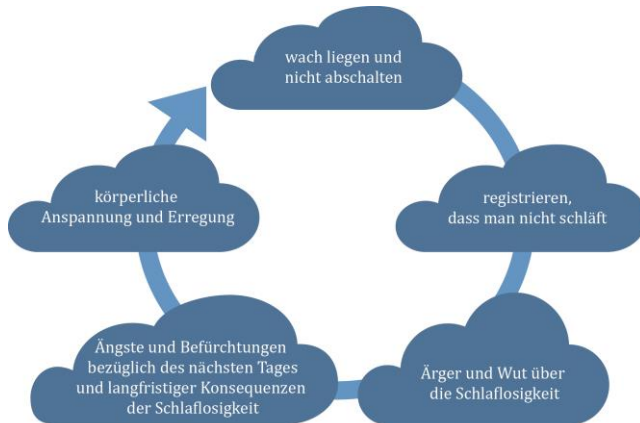 wach liegen und
nicht abschalten
registrieren,
dass man nicht schläft
Ärger und Wut über
die Schlaflosigkeit
Ängste und Befürchtungen
bezüglich des nächsten Tages
und langfristiger Konsequenzen
der Schlaflosigkeit
körperliche
Anspannung und Erregung